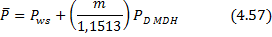 P̅ = P_ws + (m / 1,1513) P_D MDH (4.57)